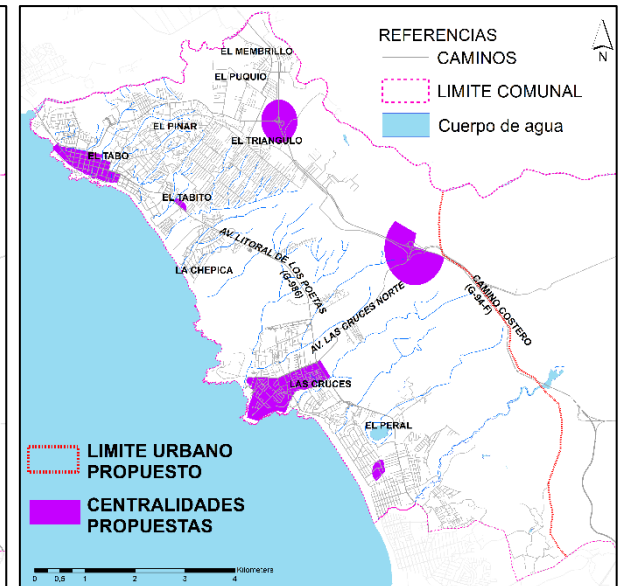 REFERENCIAS
CAMINOS
LIMITE COMUNAL
Cuerpo de agua
N
EL MEMBRILLO
EL PUQUIO
EL PINAR
EL TRIANGULO
EL TABO
EL TABITO
AV. LITORAL DE LOS POETAS
(G-986)
LA CHEPICA
CAMINO COSTERO
(G-94-F)
AV. LAS CRUCES NORTE
LAS CRUCES
EL PERAL
LIMITE URBANO
PROPUESTO
CENTRALIDADES
PROPUESTAS
0 0,5 1 2 3 4
Kilometers